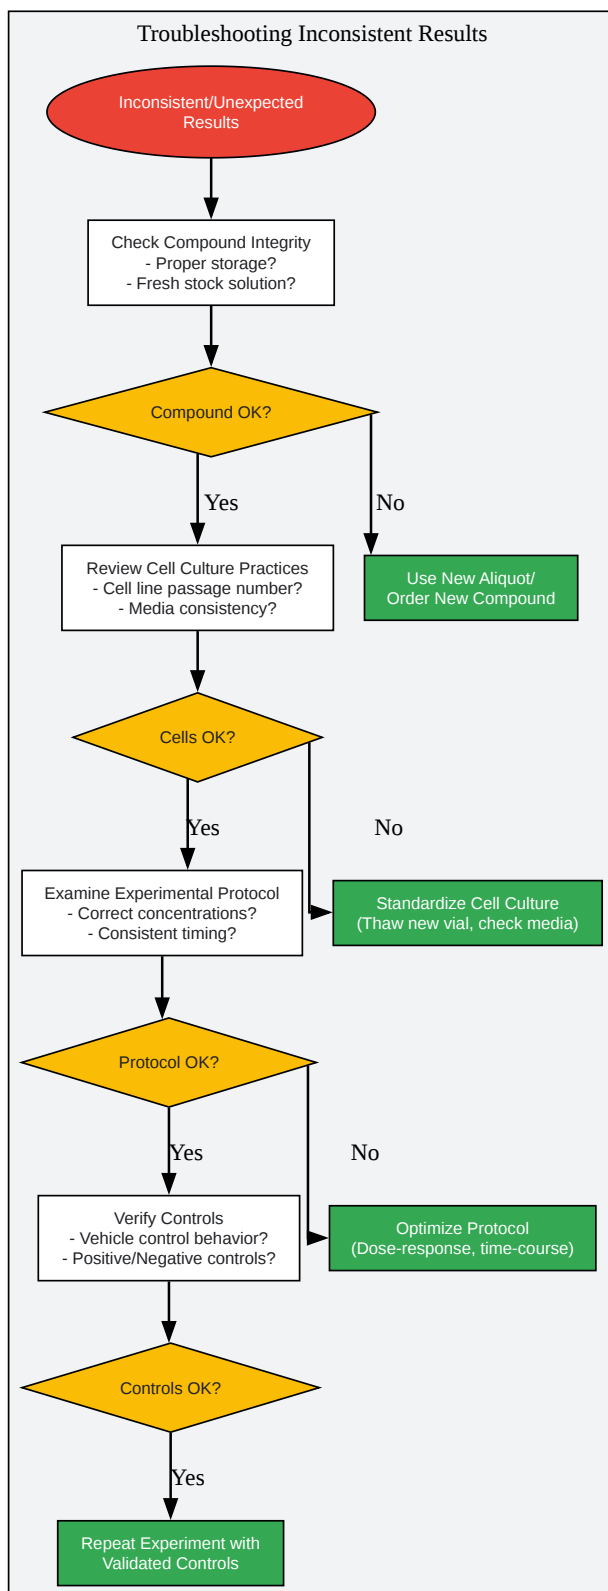 Troubleshooting Inconsistent Results
Inconsistent/Unexpected
Results
Check Compound Integrity
- Proper storage?
- Fresh stock solution?
Compound OK?
Yes
No
Review Cell Culture Practices
- Cell line passage number?
- Media consistency?
Use New Aliquot/
Order New Compound
Cells OK?
Yes
No
Examine Experimental Protocol
- Correct concentrations?
- Consistent timing?
Standardize Cell Culture
(Thaw new vial, check media)
Protocol OK?
Yes
No
Verify Controls
- Vehicle control behavior?
- Positive/Negative controls?
Optimize Protocol
(Dose-response, time-course)
Controls OK?
Yes
Repeat Experiment with
Validated Controls